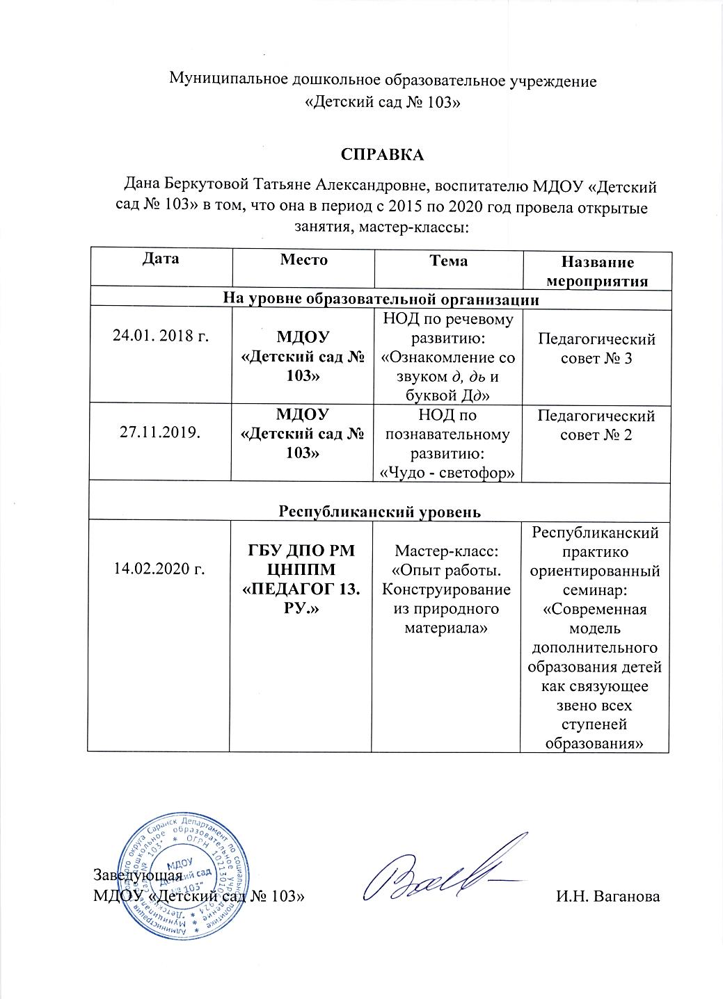 Муниципальное дошкольное образовательное учреждение
«Детский сад № 103»
СПРАВКА
Дана Беркутовой Татьяне Александровне, воспитателю МДОУ «Детский
сад № 103» в том, что она в период с 2015 по 2020 год провела открытые
занятия, мастер-классы:
Дата
Место
Тема
Название
мероприятия
На уровне образовательной организации
24.01. 2018 г.
МДОУ
«Детский сад №
103»
НОД по речевому
развитию:
«Ознакомление со
звуком д, дь и
буквой Дд»
Педагогический
совет № 3
27.11.2019.
МДОУ
«Детский сад №
103»
НОД по
познавательному
развитию:
«Чудо - светофор»
Педагогический
совет № 2
Республиканский уровень
14.02.2020 г.
ГБУ ДПО РМ
ЦНППМ
«ПЕДАГОГ 13.
РУ.»
Мастер-класс:
«Опыт работы.
Конструирование
из природного
материала»
Республиканский
практико
ориентированный
семинар:
«Современная
модель
дополнительного
образования детей
как связующее
звено всех
ступеней
образования»
Заведующая
МДОУ «Детский сад № 103»
И.Н. Ваганова
МДОУ
"Детский сад
№ 103"